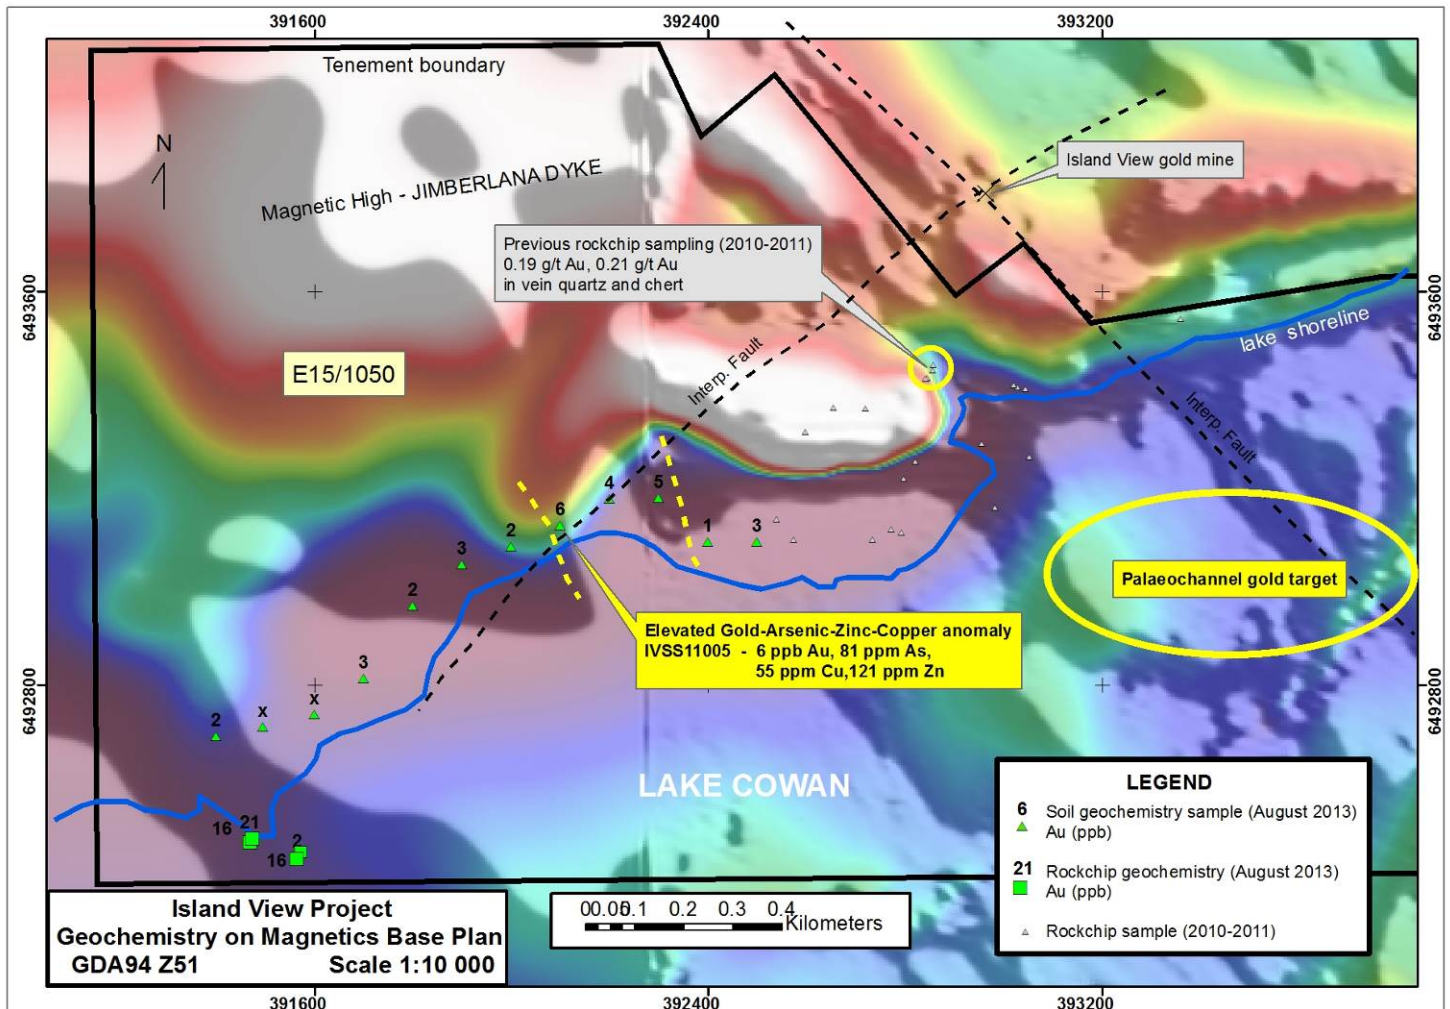 391600
392400
393200
Tenement boundary
N
Island View gold mine
Magnetic High - JIMBERLANA DYKE
Previous rockchip sampling (2010-2011)
0.19 g/t Au, 0.21 g/t Au
in vein quartz and chert
6493600
6493600
lake shoreline
E15/1050
Interp. Fault
Interp. Fault
6
4
5
2
1
3
3
2
Palaeochannel gold target
Elevated Gold-Arsenic-Zinc-Copper anomaly
IVSS11005 - 6 ppb Au, 81 ppm As,
55 ppm Cu,121 ppm Zn
3
6492800
6492800
x
x
2
LAKE COWAN
21
16
2
16
LEGEND
6 Soil geochemistry sample (August 2013)
Au (ppb)
21 Rockchip geochemistry (August 2013)
Au (ppb)
Rockchip sample (2010-2011)
Island View Project
Geochemistry on Magnetics Base Plan
GDA94 Z51 Scale 1:10 000
0 0.05 0.1 0.2 0.3 0.4
Kilometers
391600
392400
393200